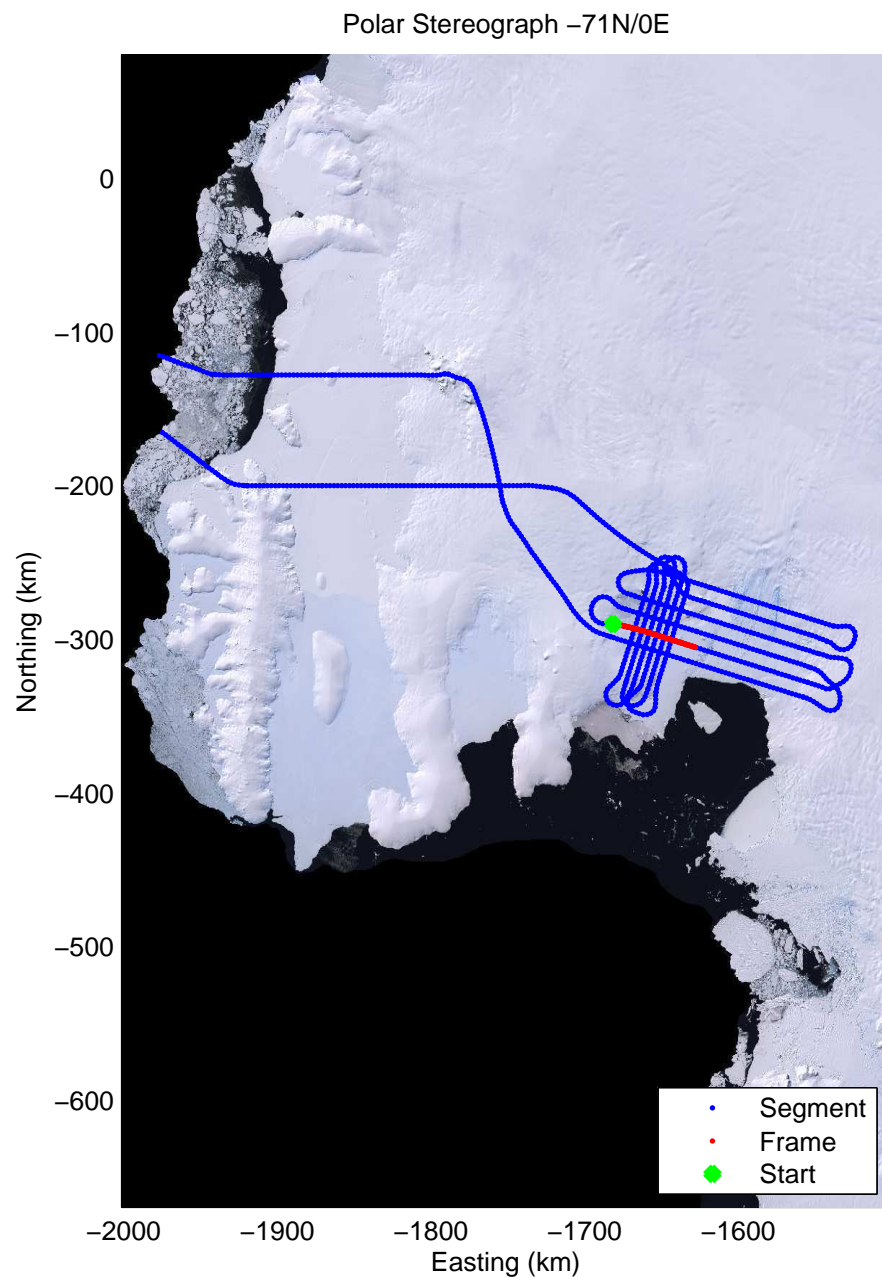 Polar Stereograph −71N/0E
0
−100
−200
−300
−400
−500
−600
Northing (km)
Segment
Frame
Start
−2000 −1900 −1800 −1700 −1600
Easting (km)